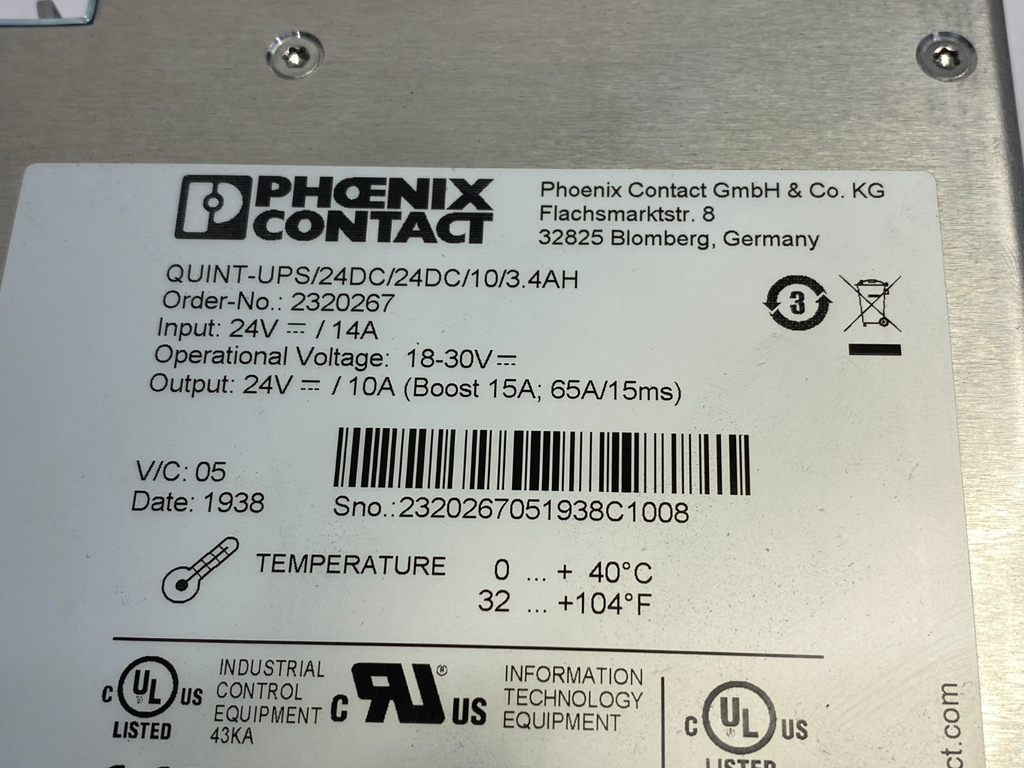 PHOENIX
CONTACT
Phoenix Contact GmbH & Co. KG
Flachsmarktstr. 8
32825 Blomberg, Germany
QUINT-UPS/24DC/24DC/10/3.4AH
Order-No.: 2320267
Input: 24V ⎓ / 14A
Operational Voltage: 18-30V⎓
Output: 24V ⎓ / 10A (Boost 15A; 65A/15ms)
3
V/C: 05
Date: 1938
Sno.:2320267051938C1008
TEMPERATURE 0 ... + 40°C
32 ... +104°F
C UL US LISTED
INDUSTRIAL
CONTROL
EQUIPMENT
43KA
C RU® US
INFORMATION
TECHNOLOGY
EQUIPMENT
C UL US
LISTED
ct.com